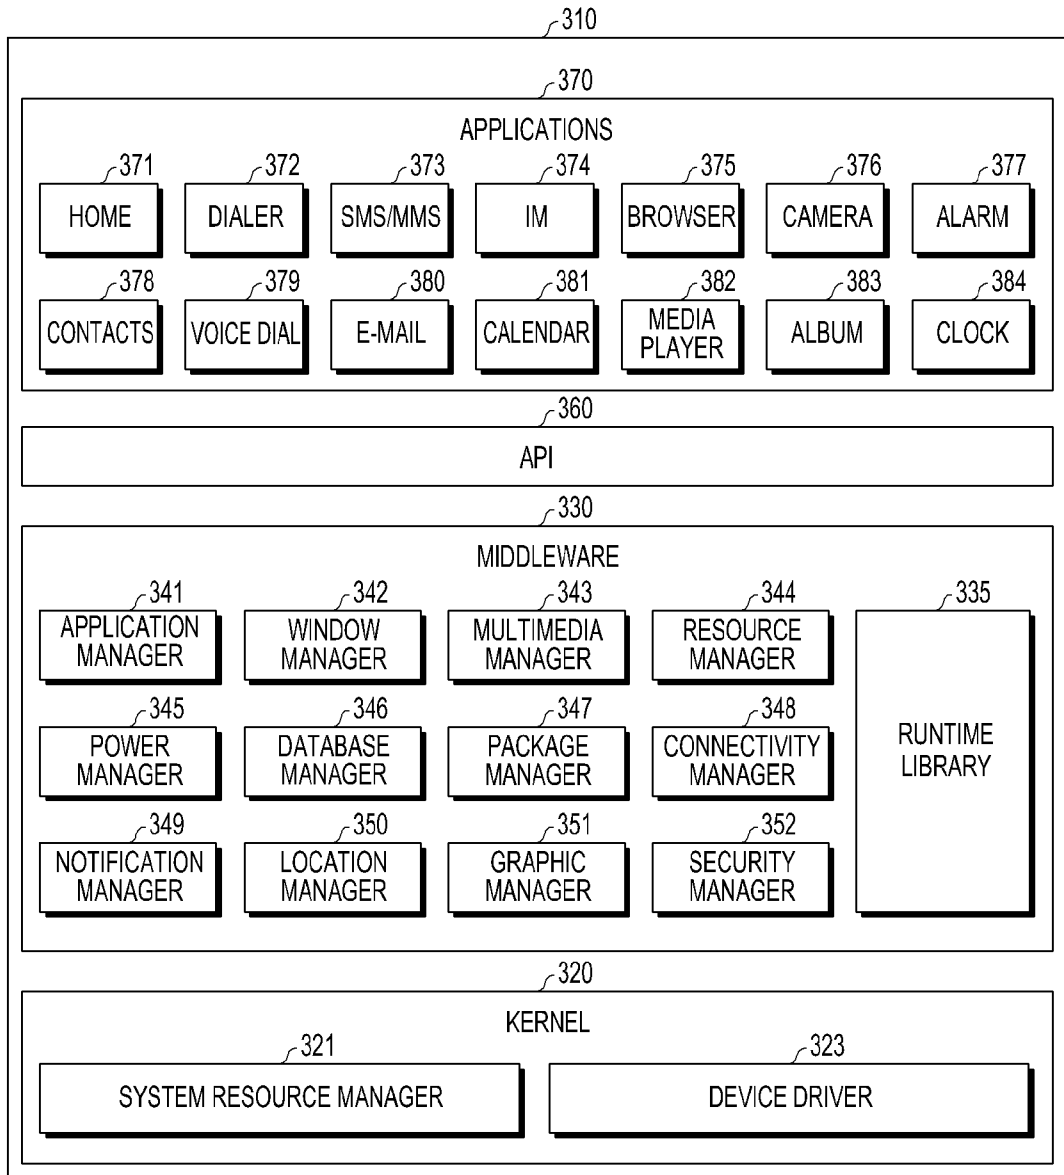 310
370
APPLICATIONS
371 372 373 374 375 376 377
HOME DIALER SMS/MMS IM BROWSER CAMERA ALARM
378 379 380 381 382 383 384
CONTACTS VOICE DIAL E-MAIL CALENDAR MEDIA PLAYER ALBUM CLOCK
360
API
330
MIDDLEWARE
341 342 343 344 335
APPLICATION MANAGER WINDOW MANAGER MULTIMEDIA MANAGER RESOURCE MANAGER
345 346 347 348
POWER MANAGER DATABASE MANAGER PACKAGE MANAGER CONNECTIVITY MANAGER RUNTIME LIBRARY
349 350 351 352
NOTIFICATION MANAGER LOCATION MANAGER GRAPHIC MANAGER SECURITY MANAGER
320
KERNEL
321 323
SYSTEM RESOURCE MANAGER DEVICE DRIVER